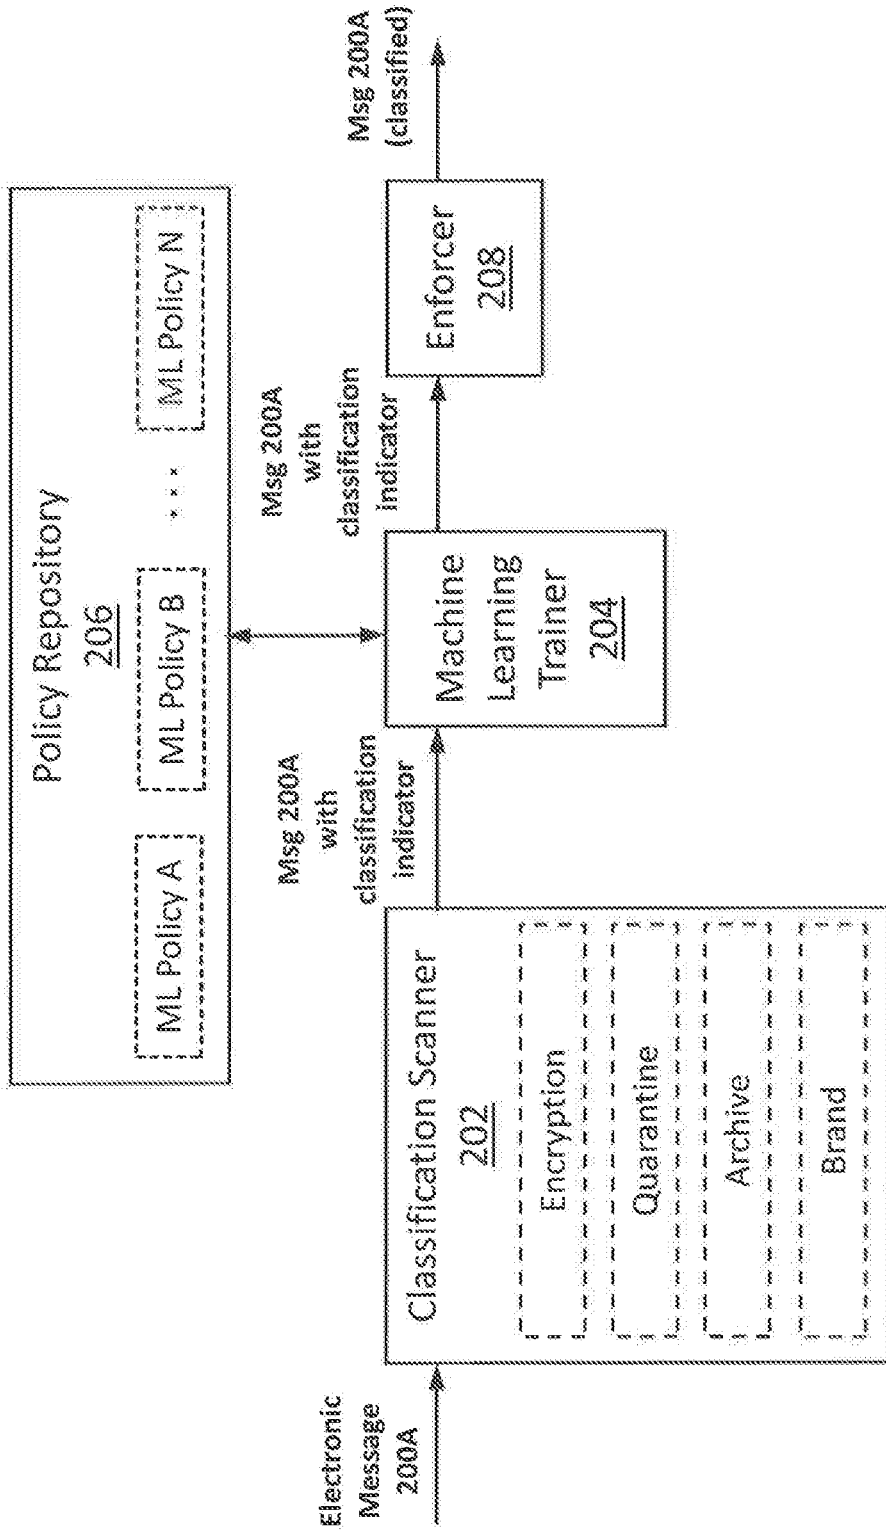 Policy Repository
206
ML Policy A
ML Policy B
...
ML Policy N
Electronic
Message
200A
Classification Scanner
202
Encryption
Quarantine
Archive
Brand
Msg 200A
with
classification
indicator
Machine
Learning
Trainer
204
Msg 200A
with
classification
indicator
Enforcer
208
Msg 200A
(classified)